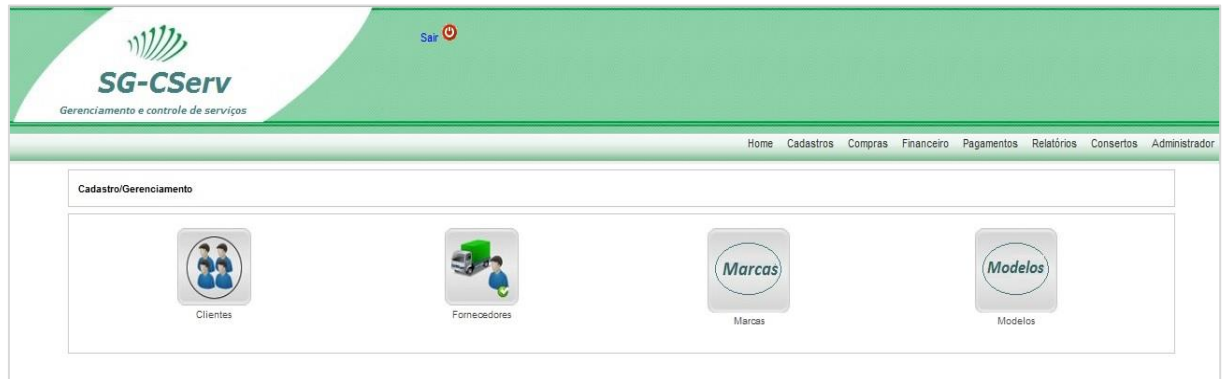 Sair
SG-CServ
Gerenciamento e controle de serviços
Home Cadastros Compras Financeiro Pagamentos Relatórios Consertos Administrador
Cadastro/Gerenciamento
Marcas
Modelos
Clientes
Fornecedores
Marcas
Modelos